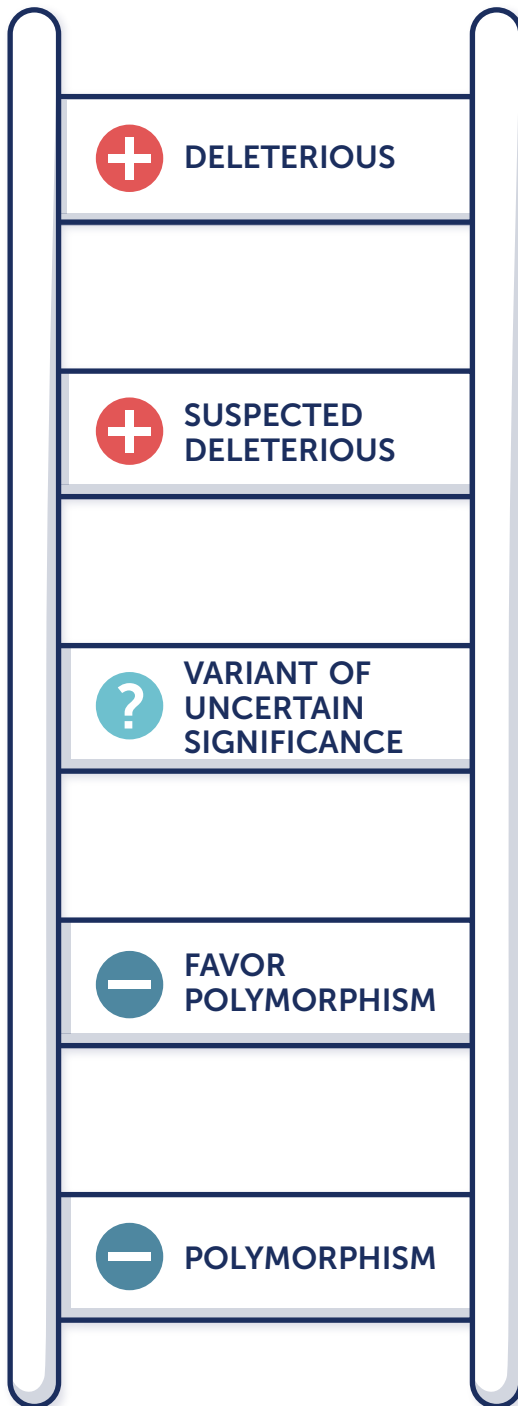 DELETERIOUS
SUSPECTED
DELETERIOUS
?
VARIANT OF
UNCERTAIN
SIGNIFICANCE
FAVOR
POLYMORPHISM
POLYMORPHISM